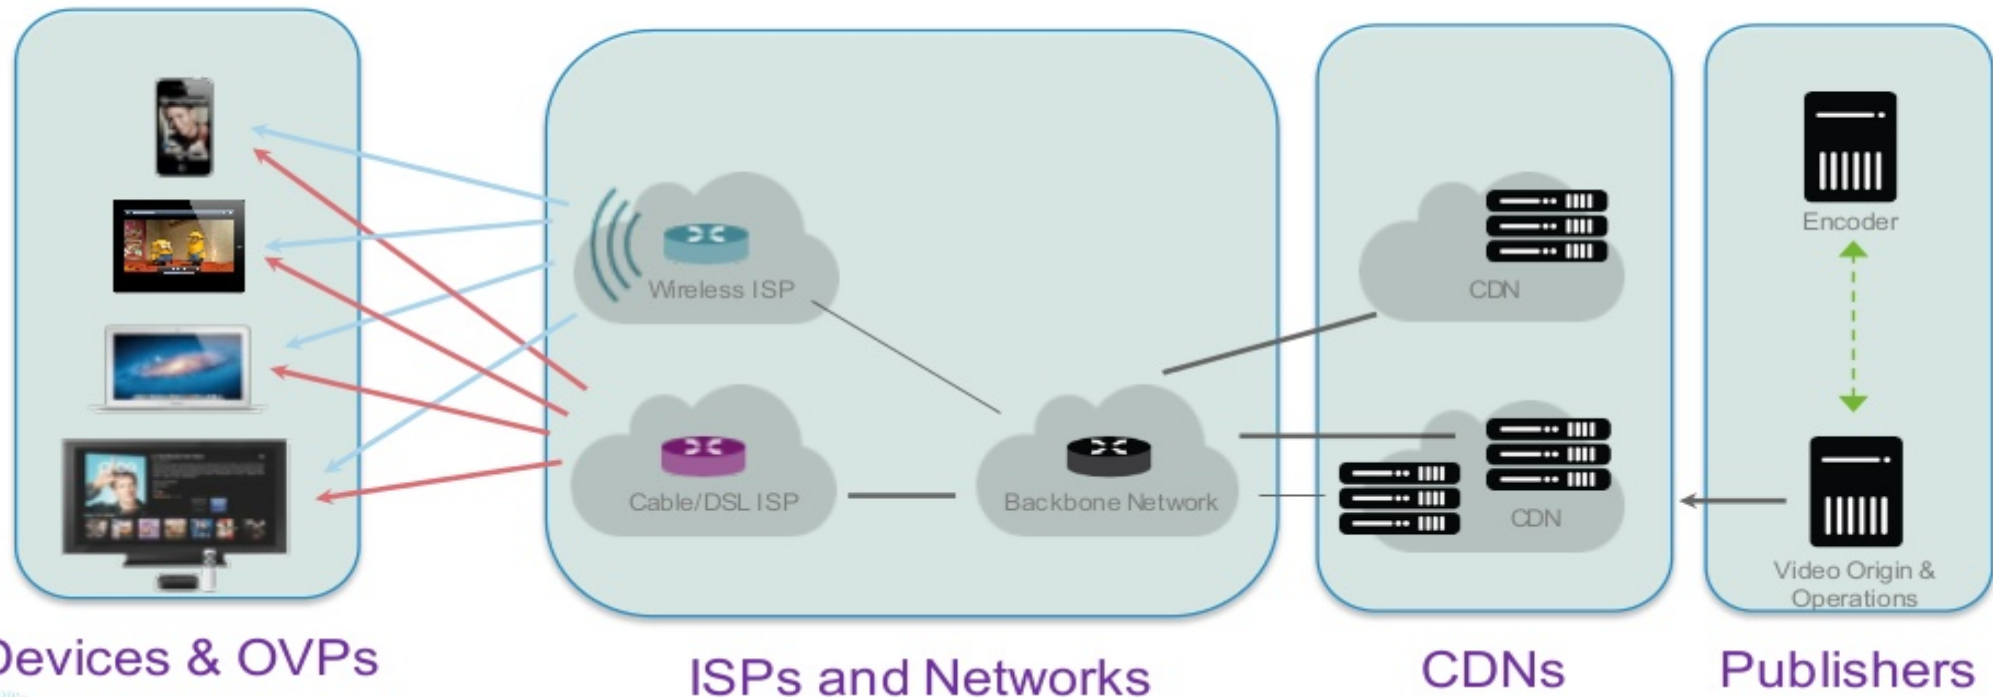 Wireless ISP
Cable/DSL ISP
Backbone Network
CDN
CDN
Encoder
Video Origin &
Operations
Devices & OVPs
ISPs and Networks
CDNs
Publishers